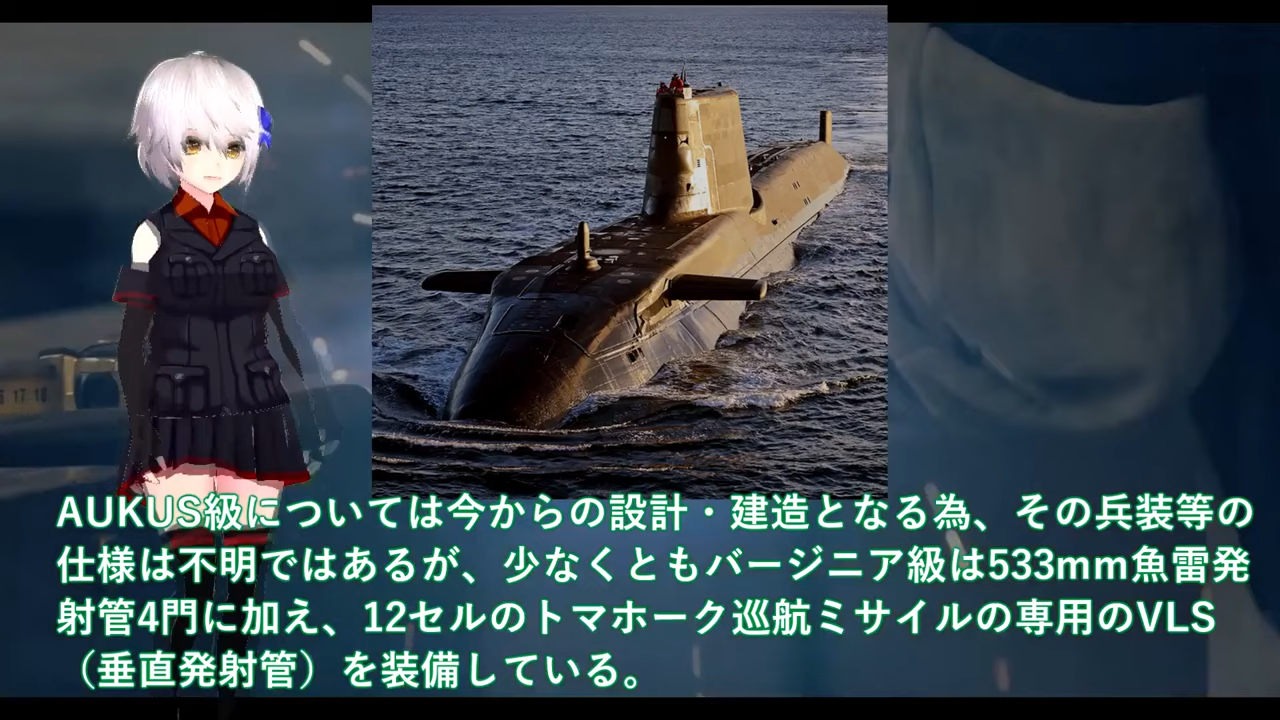 AUKUS級については今からの設計・建造となる為、その兵装等の
仕様は不明ではあるが、少なくともバージニア級は533mm魚雷発
射管4門に加え、12セルのトマホーク巡航ミサイルの専用のVLS
（垂直発射管）を装備している。